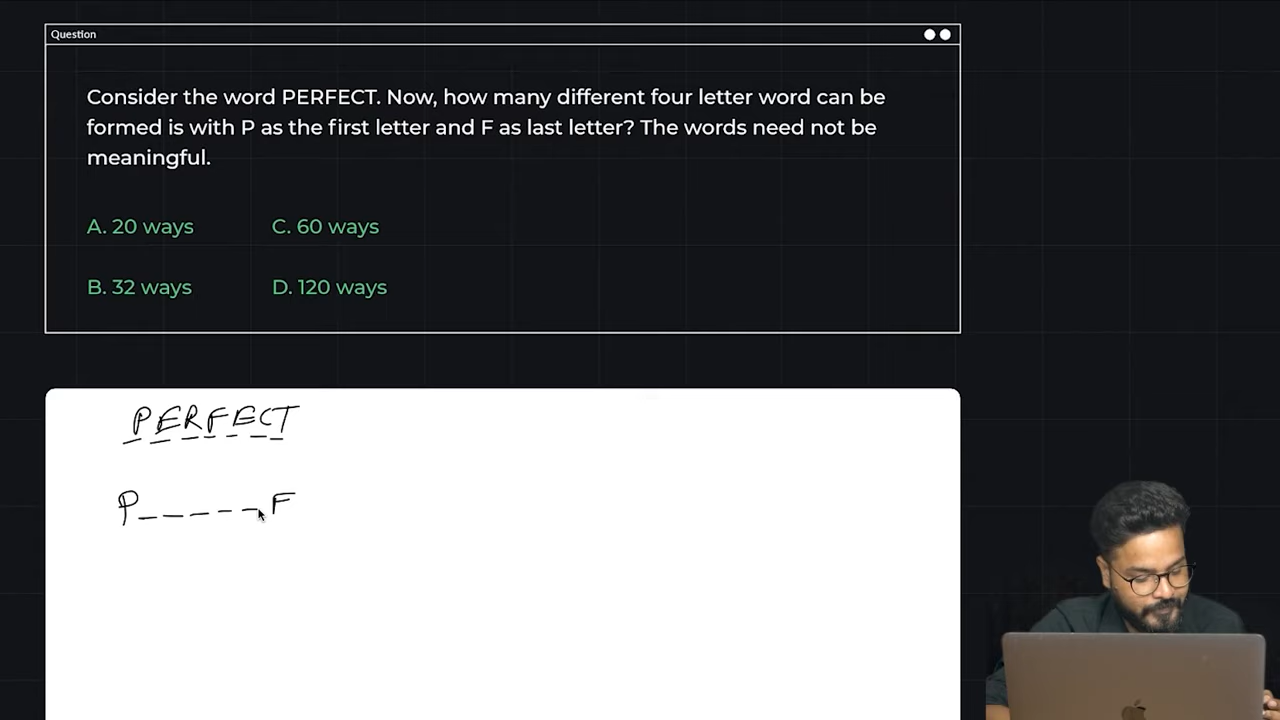 Question
Consider the word PERFECT. Now, how many different four letter word can be
formed is with P as the first letter and F as last letter? The words need not be
meaningful.
A. 20 ways
C. 60 ways
B. 32 ways
D. 120 ways
PERFECT
P_ _ _ _ _F